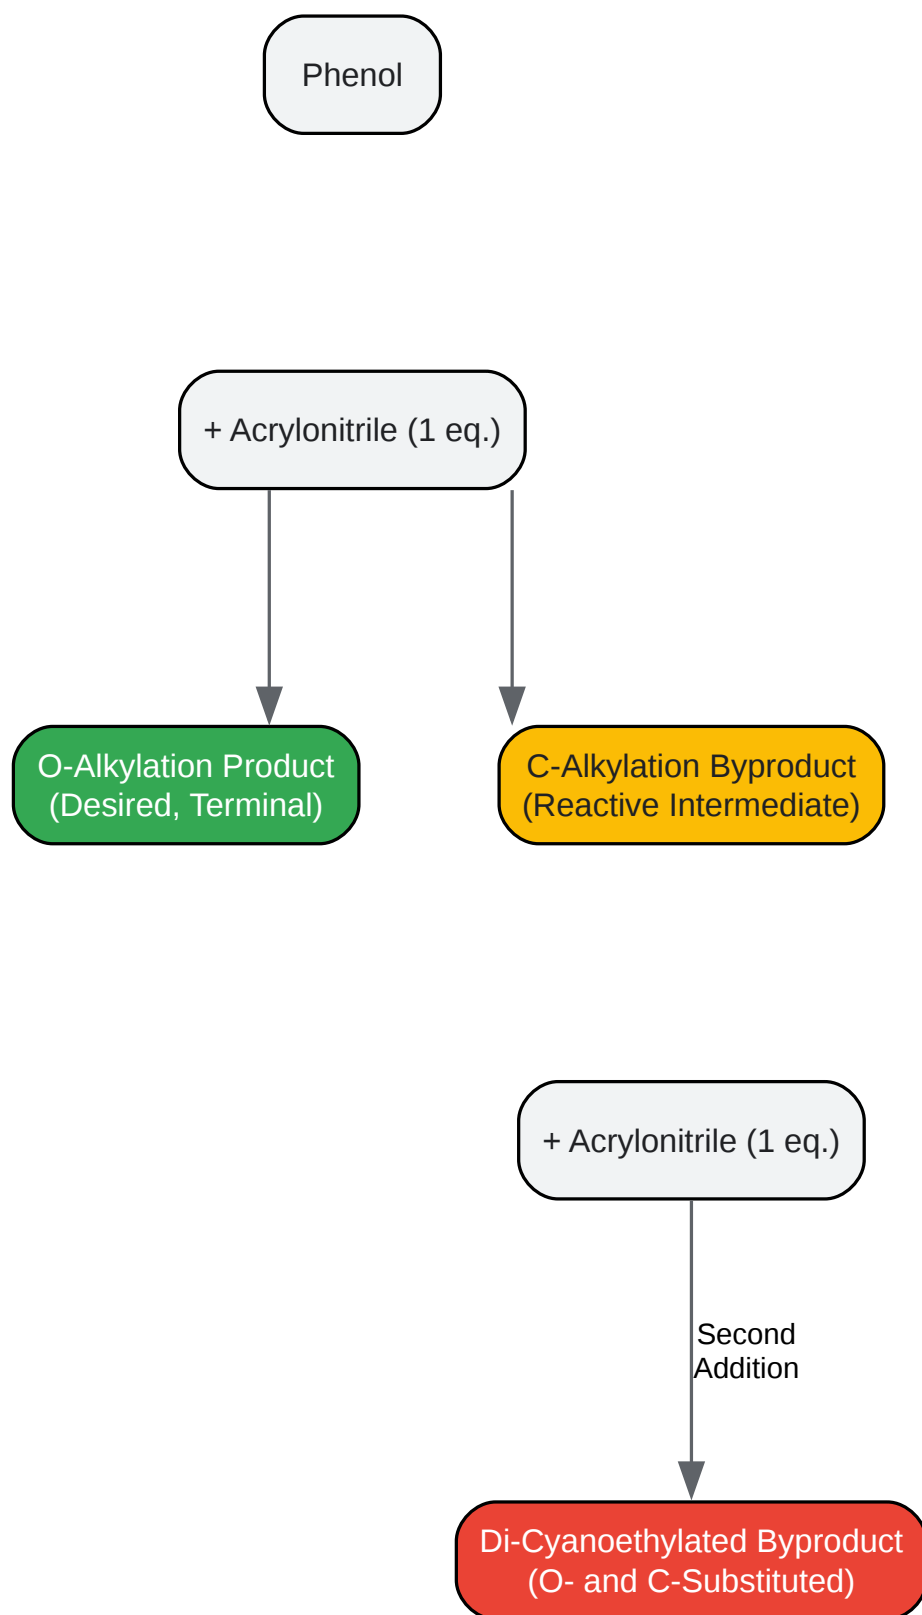 Phenol
+ Acrylonitrile (1 eq.)
O-Alkylation Product
(Desired, Terminal)
C-Alkylation Byproduct
(Reactive Intermediate)
+ Acrylonitrile (1 eq.)
Second
Addition
Di-Cyanoethylated Byproduct
(O- and C-Substituted)